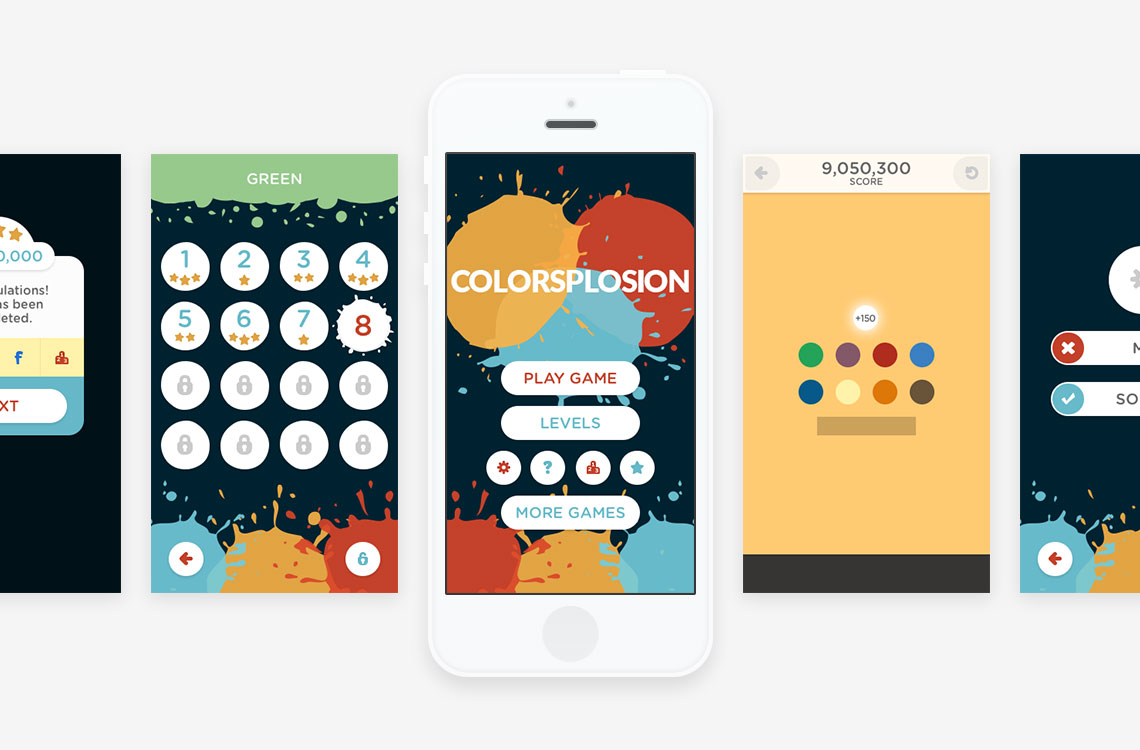 0,000
ulations!
as been
eted.
f
XT
GREEN
1
2
3
4
5
6
7
8
COLORSPLOSION
PLAY GAME
LEVELS
?
MORE GAMES
9,050,300
SCORE
+150
M
SO